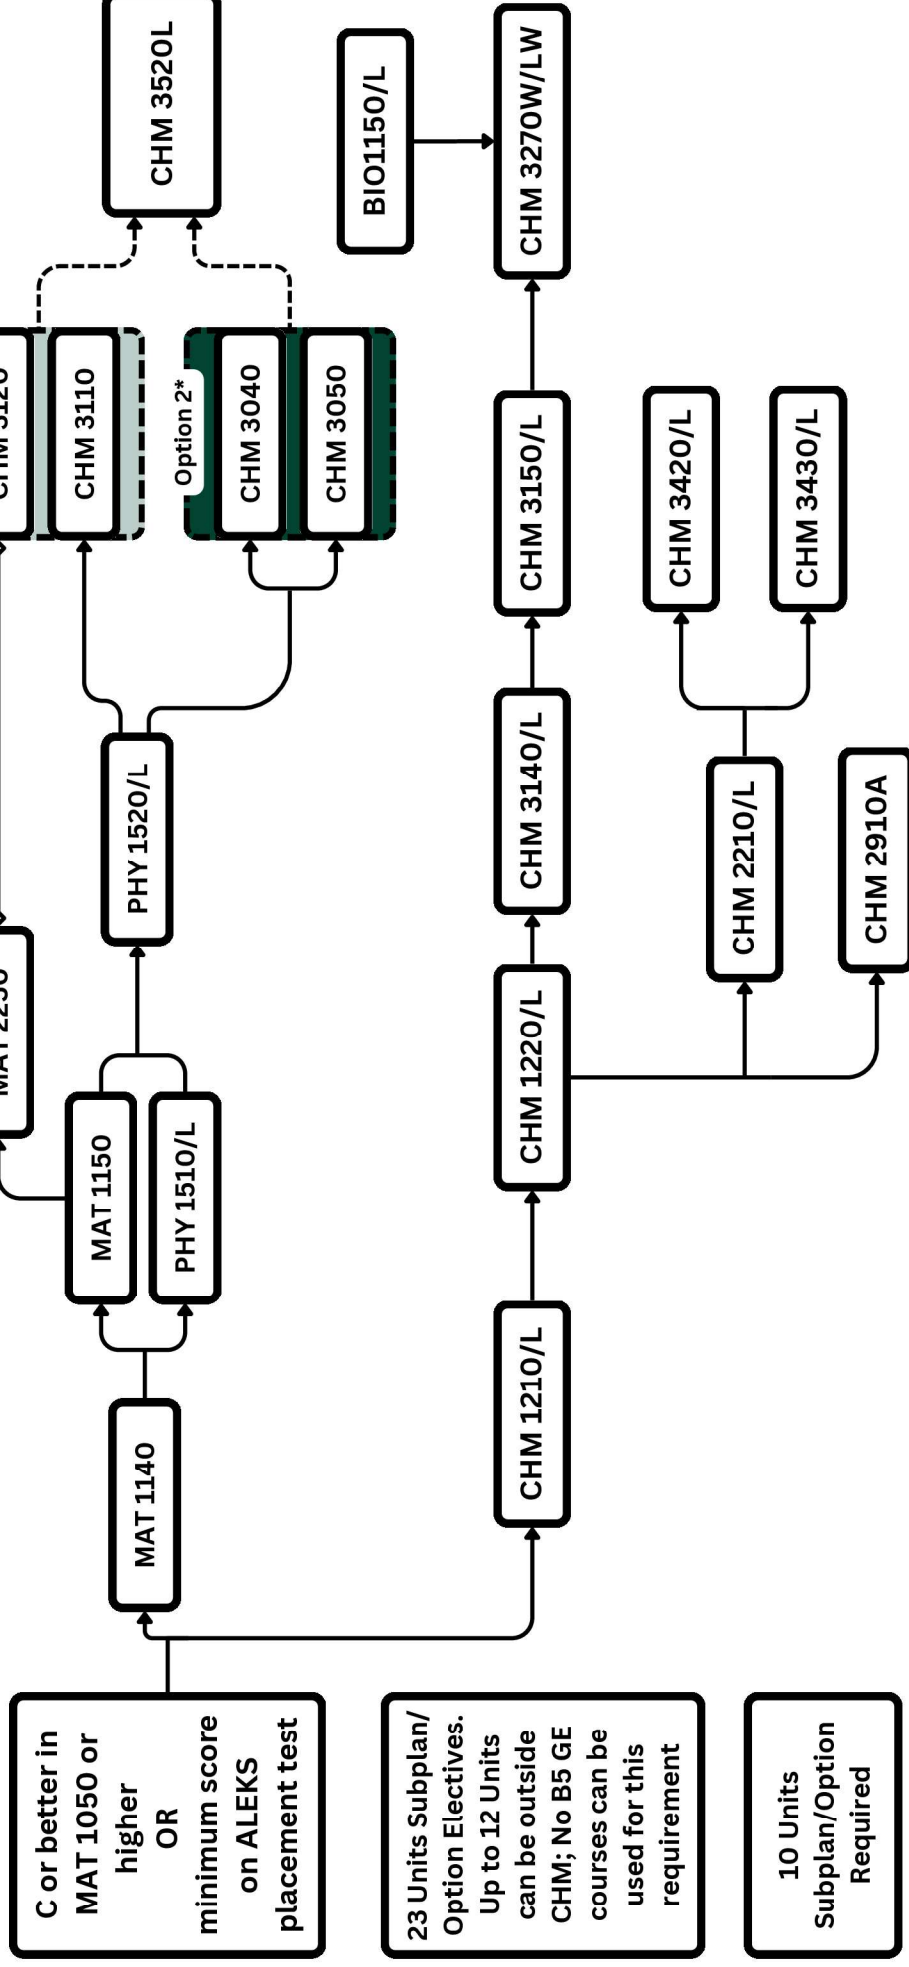 C or better in
MAT 1050 or
higher
OR
minimum score
on ALEKS
placement test
23 Units Subplan/
Option Electives.
Up to 12 Units
can be outside
CHM; No B5 GE
courses can be
used for this
requirement
10 Units
Subplan/Option
Required
MAT 1140
MAT 1150
PHY 1510/L
PHY 1520/L
CHM 3110
Option 2*
CHM 3040
CHM 3050
CHM 3520L
CHM 1210/L
CHM 1220/L
CHM 3140/L
CHM 3150/L
BIO1150/L
CHM 3270W/LW
CHM 2210/L
CHM 3420/L
CHM 3430/L
CHM 2910A